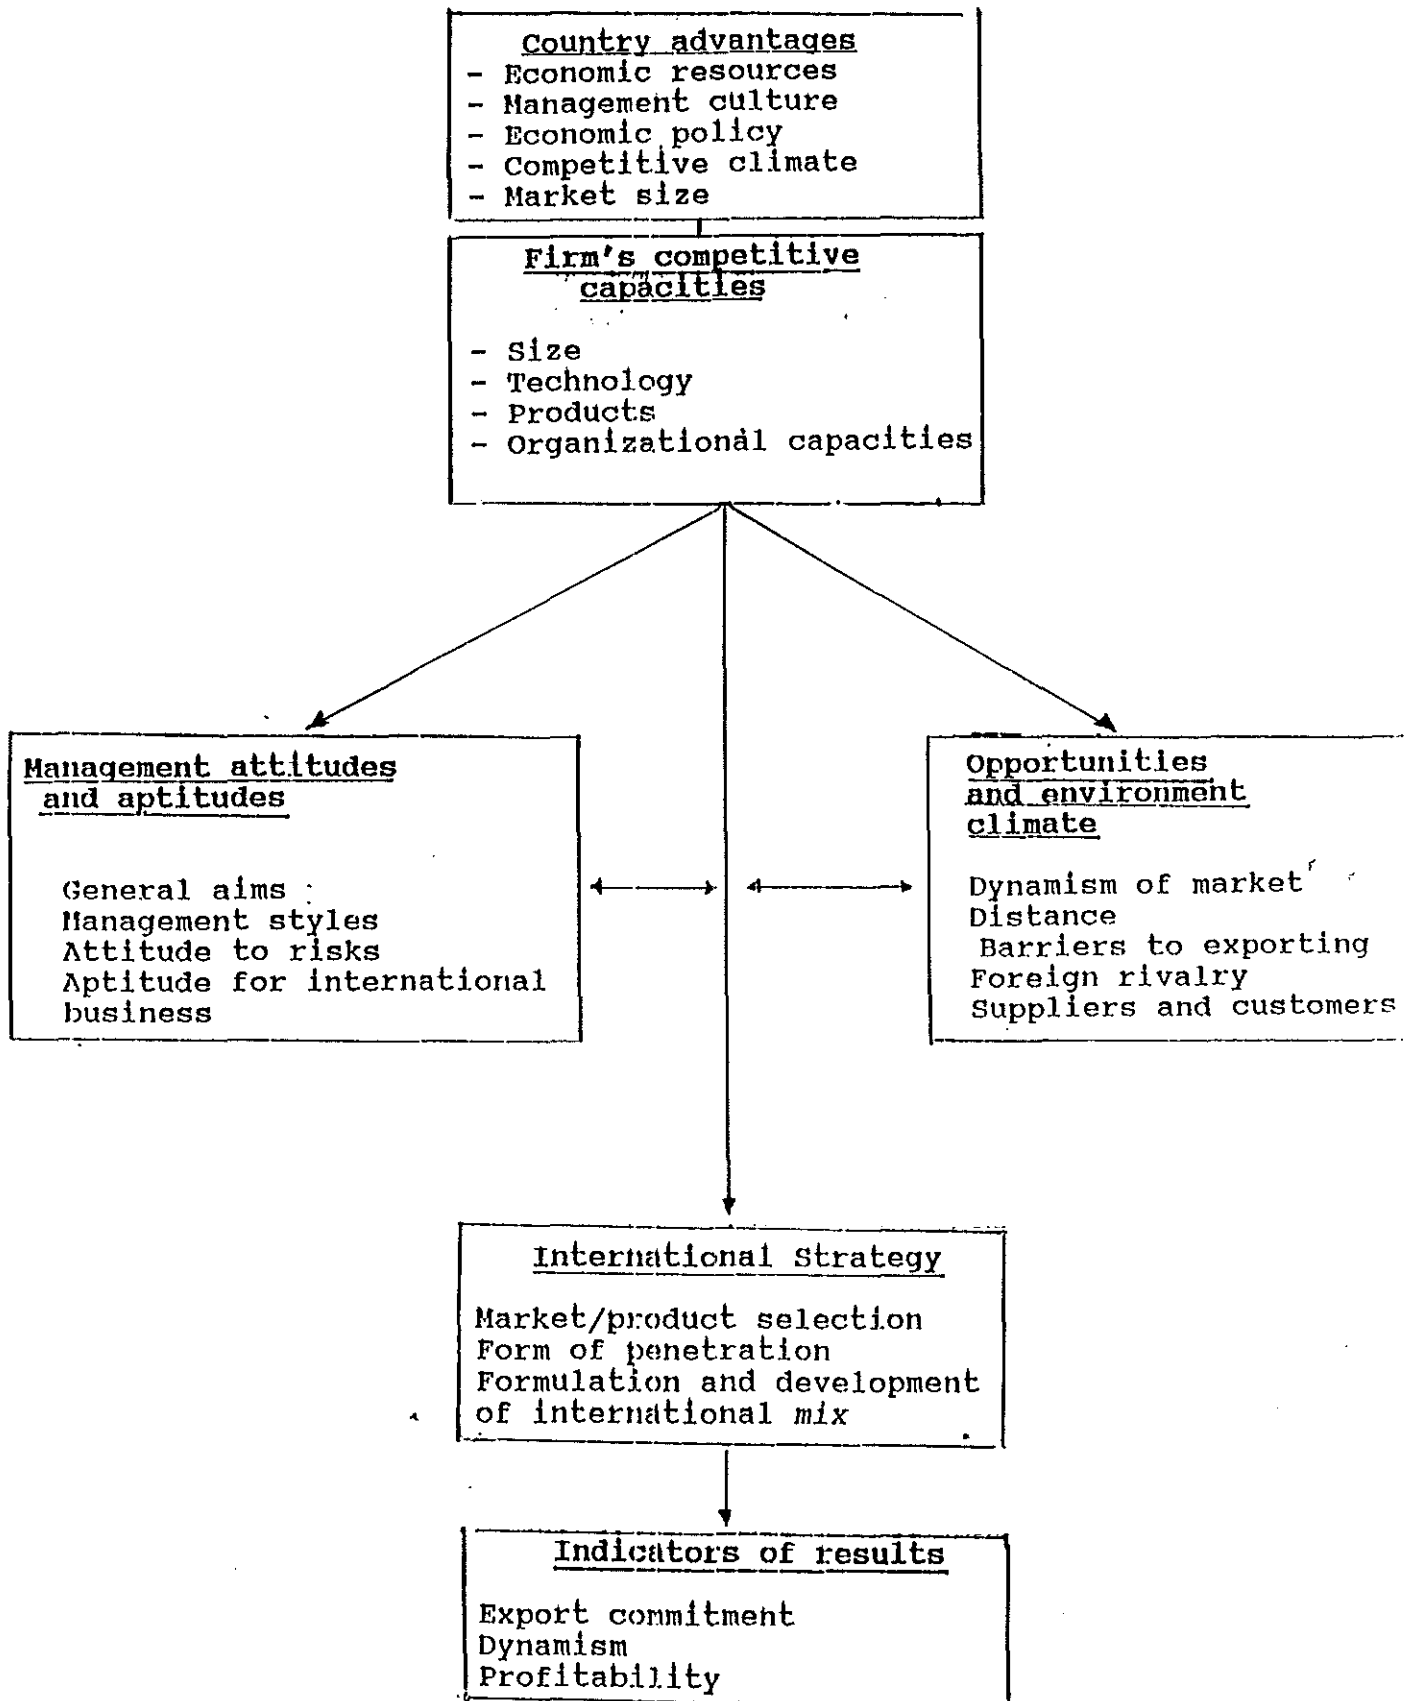 Country advantages
- Economic resources
- Management culture
- Economic policy
- Competitive climate
- Market size
Firm's competitive
capacities
- Size
- Technology
- Products
- Organizational capacities
Management attitudes
and aptitudes
General aims :
Management styles
Attitude to risks
Aptitude for international
business
Opportunities
and environment
climate
Dynamism of market
Distance
Barriers to exporting
Foreign rivalry
Suppliers and customers
International Strategy
Market/product selection
Form of penetration
Formulation and development
of international mix
Indicators of results
Export commitment
Dynamism
Profitability